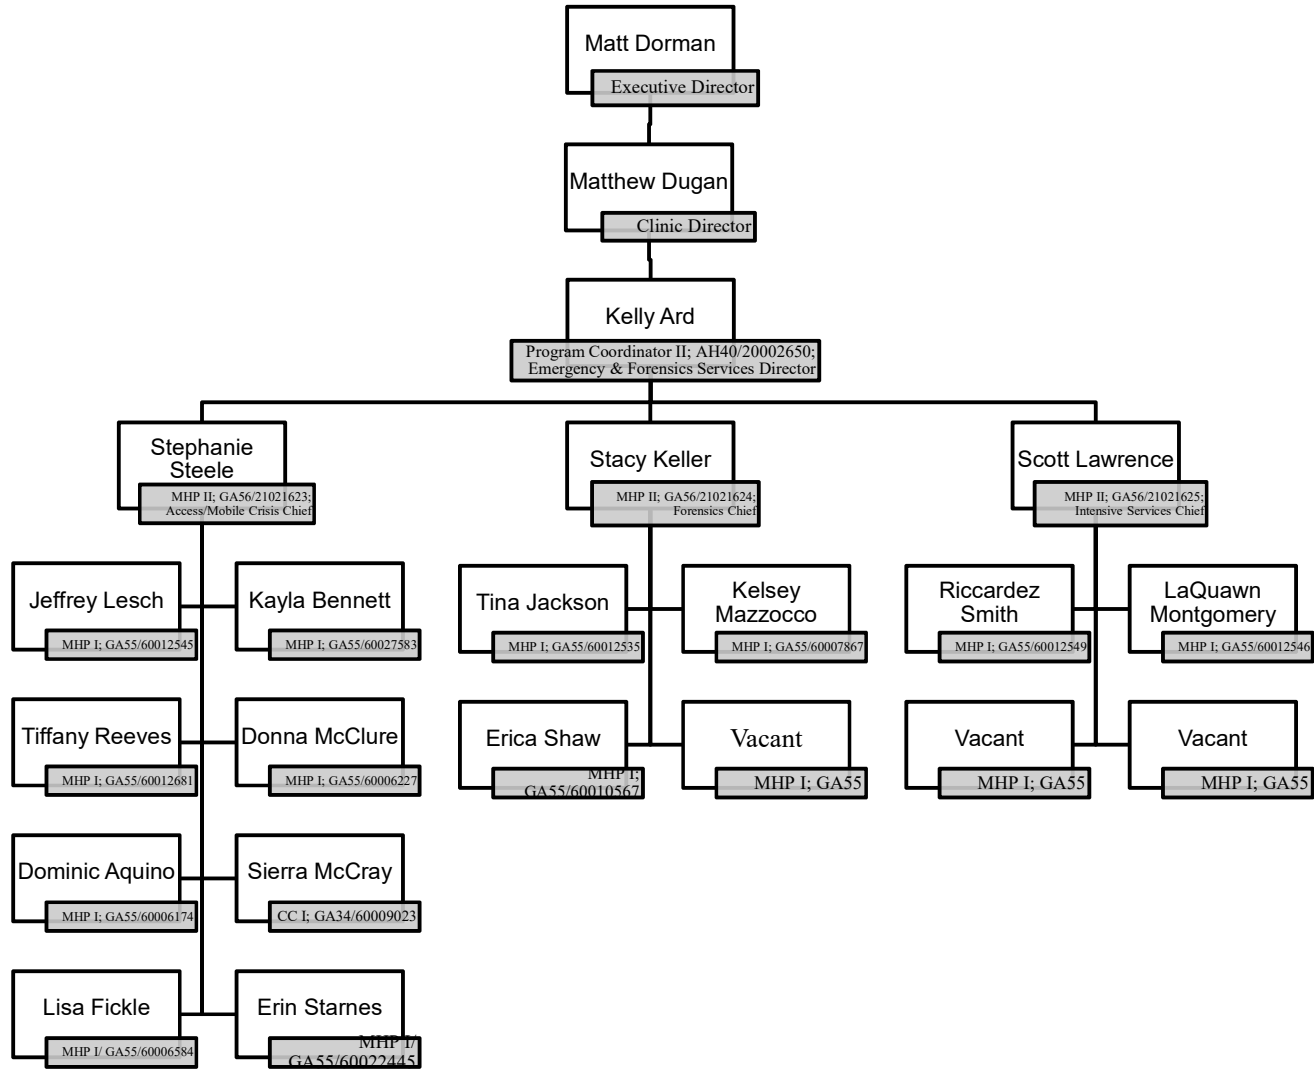 Matt Dorman
Executive Director
Matthew Dugan
Clinic Director
Kelly Ard
Program Coordinator II; AH40/20002650;
Emergency & Forensics Services Director
Stephanie
Steele
MHP II; GA56/21021623;
Access/Mobile Crisis Chief
Stacy Keller
MHP II; GA56/21021624;
Forensics Chief
Scott Lawrence
MHP II; GA56/21021625;
Intensive Services Chief
Jeffrey Lesch
MHP I; GA55/60012545
Kayla Bennett
MHP I; GA55/60027583
Tina Jackson
MHP I; GA55/60012535
Kelsey
Mazzocco
MHP I; GA55/60007867
Riccardez
Smith
MHP I; GA55/60012549
LaQuawn
Montgomery
MHP I; GA55/60012546
Tiffany Reeves
MHP I; GA55/60012681
Donna McClure
MHP I; GA55/60006227
Erica Shaw
MHP I;
GA55/60010567
Vacant
MHP I; GA55
Vacant
MHP I; GA55
Vacant
MHP I; GA55
Dominic Aquino
MHP I; GA55/60006174
Sierra McCray
CC I; GA34/60009023
Lisa Fickle
MHP I/ GA55/60006584
Erin Starnes
MHP I/
GA55/60022445